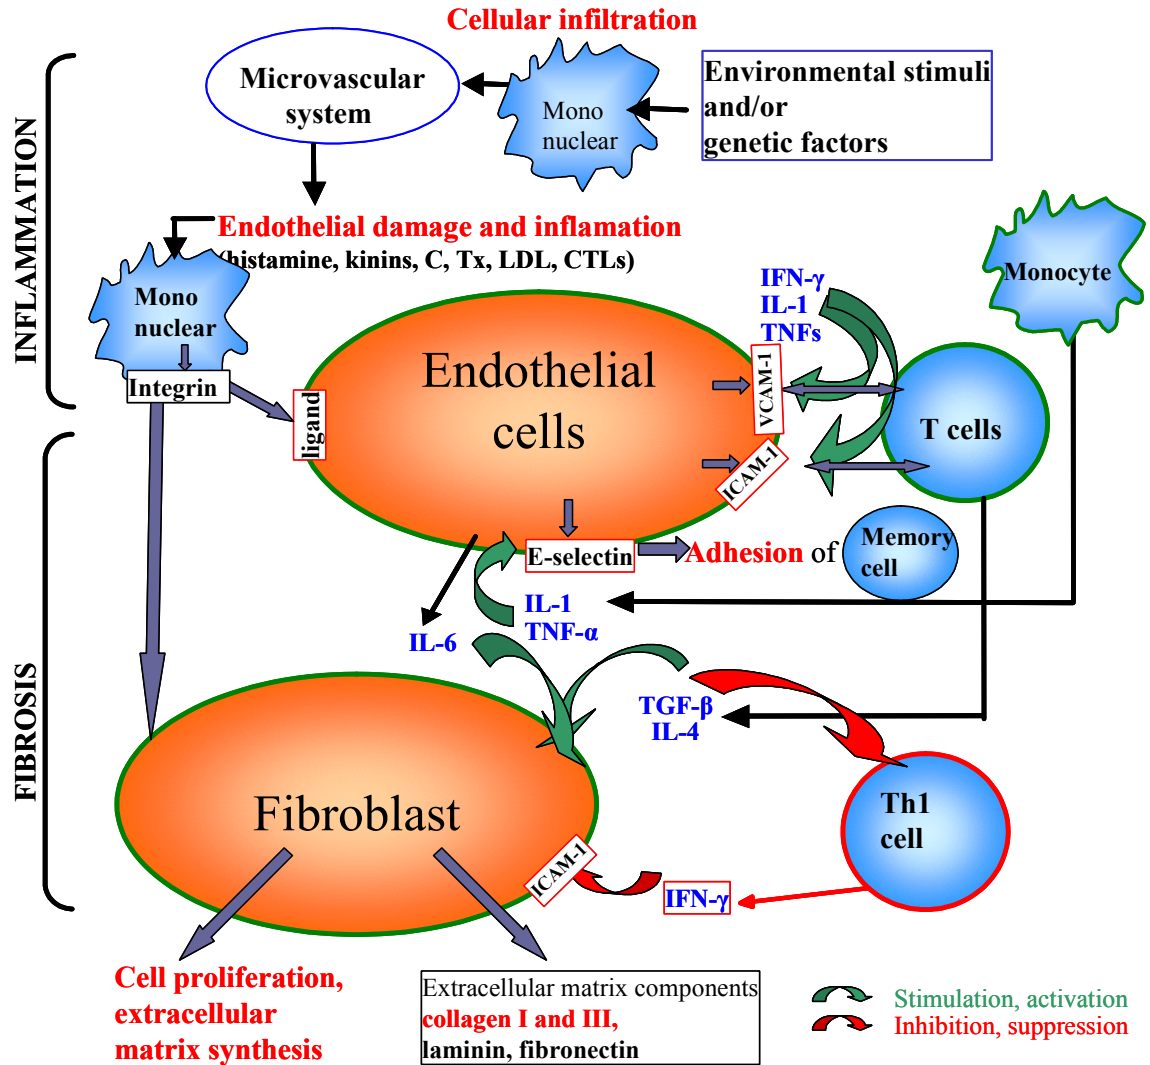 Cellular infiltration
Microvascular
system
Mono
nuclear
Environmental stimuli
and/or
genetic factors
INFLAMMATION
Endothelial damage and inflamation
(histamine, kinins, C, Tx, LDL, CTLs)
Mono
nuclear
Integrin
ligand
Endothelial
cells
VCAM-1
ICAM-1
IFN-γ
IL-1
TNFs
Monocyte
T cells
E-selectin
Adhesion of
Memory
cell
IL-1
TNF-α
IL-6
FIBROSIS
TGF-β
IL-4
Th1
cell
Fibroblast
ICAM-1
IFN-γ
Cell proliferation,
extracellular
matrix synthesis
Extracellular matrix components
collagen I and III,
laminin, fibronectin
Stimulation, activation
Inhibition, suppression